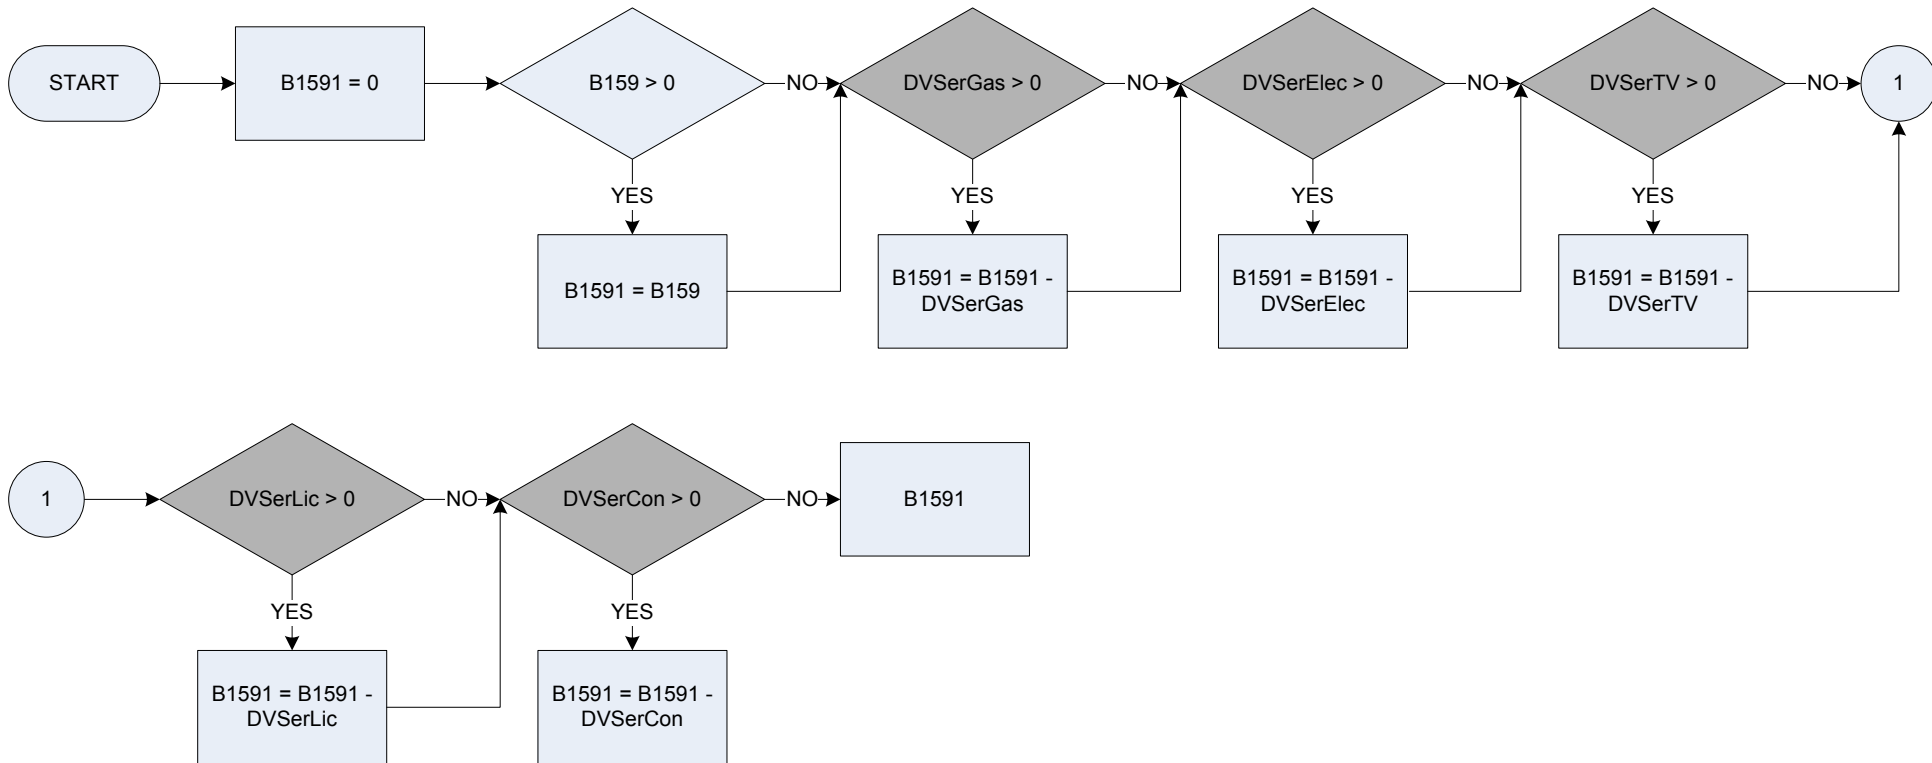 START
B1591 = 0
B159 > 0
NO
DVSerGas > 0
NO
DVSerElec > 0
NO
DVSerTV > 0
NO
1
YES
YES
YES
YES
B1591 = B159
B1591 = B1591 -
DVSerGas
B1591 = B1591 -
DVSerElec
B1591 = B1591 -
DVSerTV
1
DVSerLic > 0
NO
DVSerCon > 0
NO
B1591
YES
YES
B1591 = B1591 -
DVSerLic
B1591 = B1591 -
DVSerCon